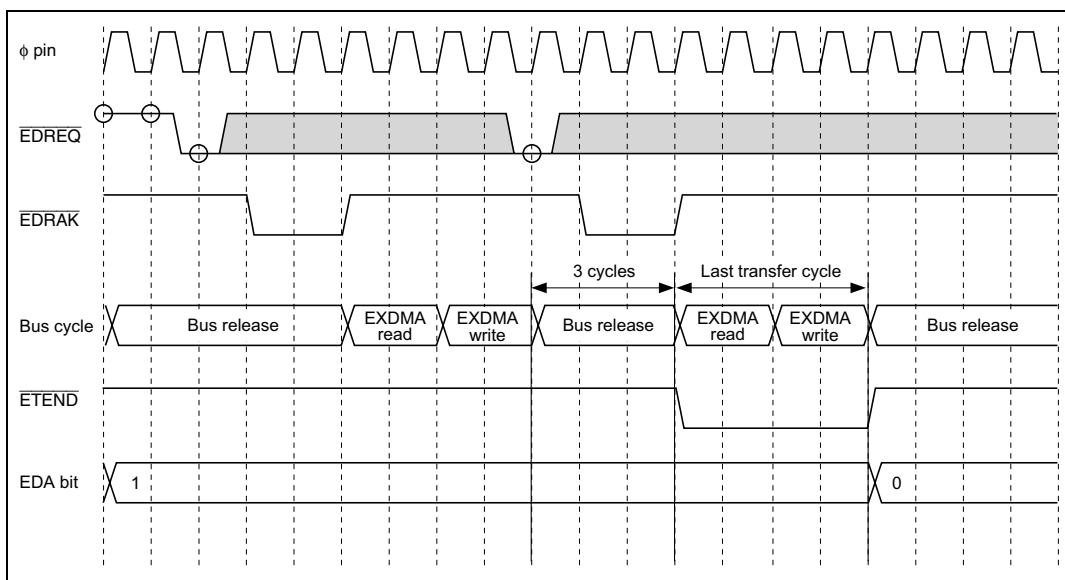 ϕ pin
EDREQ
EDRAK
3 cycles Last transfer cycle
Bus cycle Bus release EXDMA read EXDMA write Bus release EXDMA read EXDMA write Bus release
ETEND
EDA bit 1 0